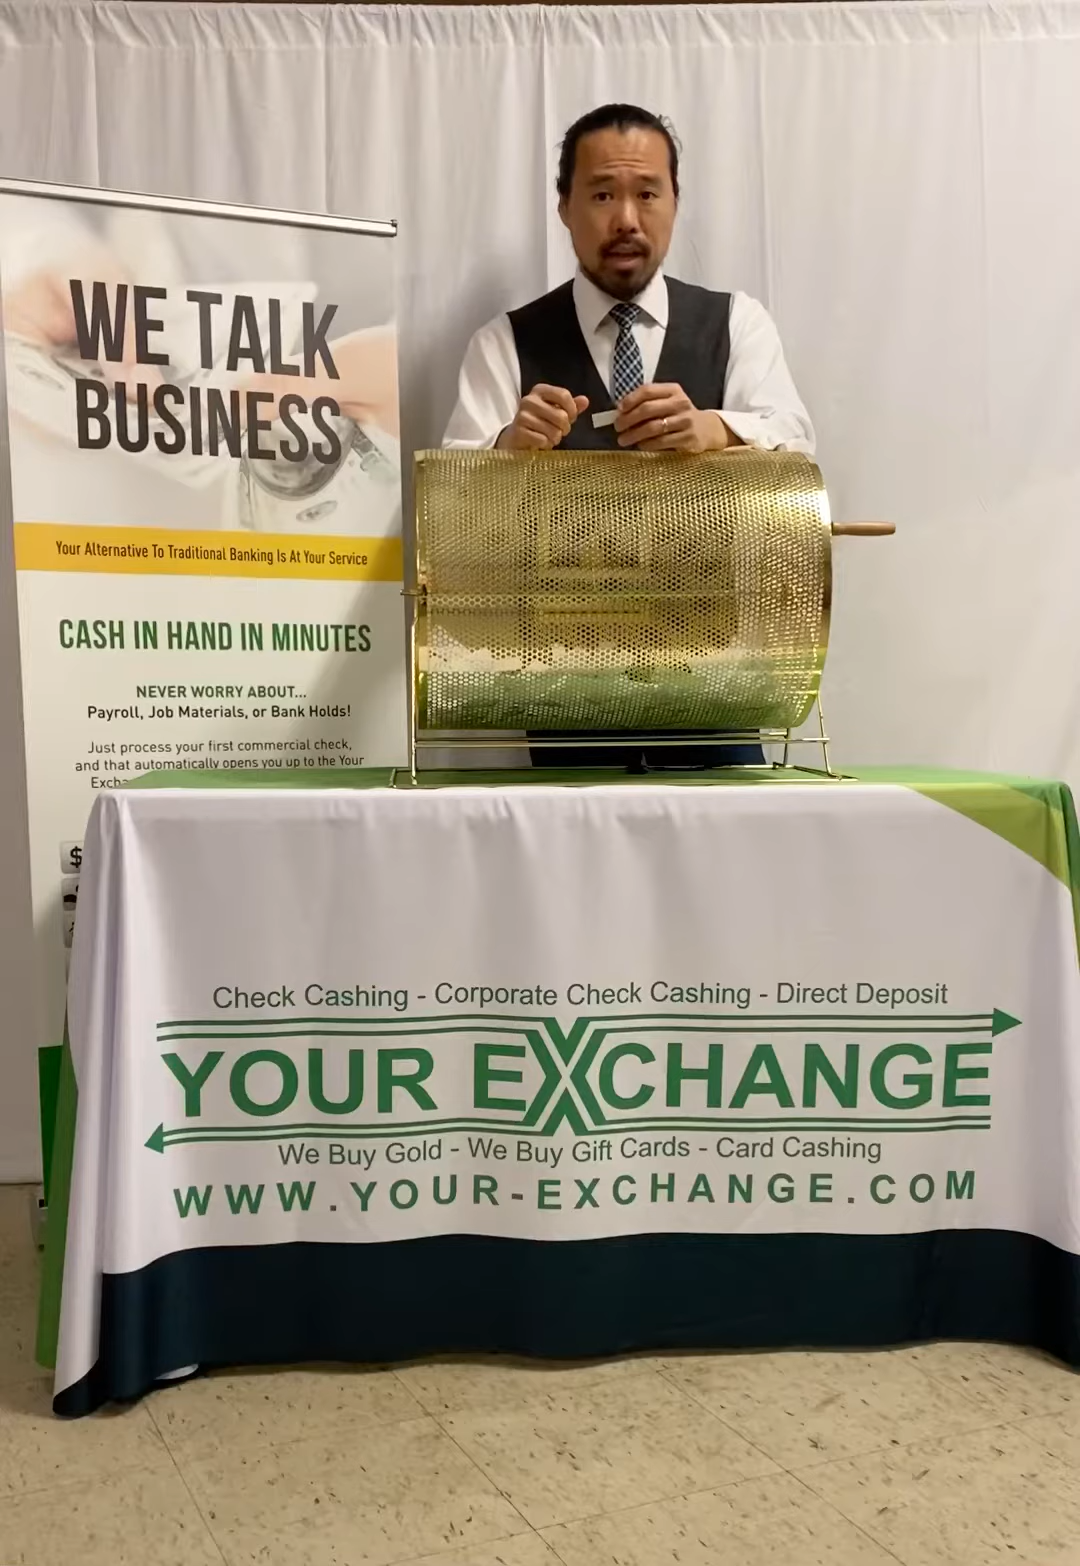 WE TALK
BUSINESS
Your Alternative To Traditional Banking Is At Your Service
CASH IN HAND IN MINUTES
NEVER WORRY ABOUT...
Payroll, Job Materials, or Bank Holds!
Just process your first commercial check,
and that automatically opens you up to the Your
$
Check Cashing - Corporate Check Cashing - Direct Deposit
YOUR EXCHANGE
We Buy Gold - We Buy Gift Cards - Card Cashing
WWW.YOUR-EXCHANGE.COM